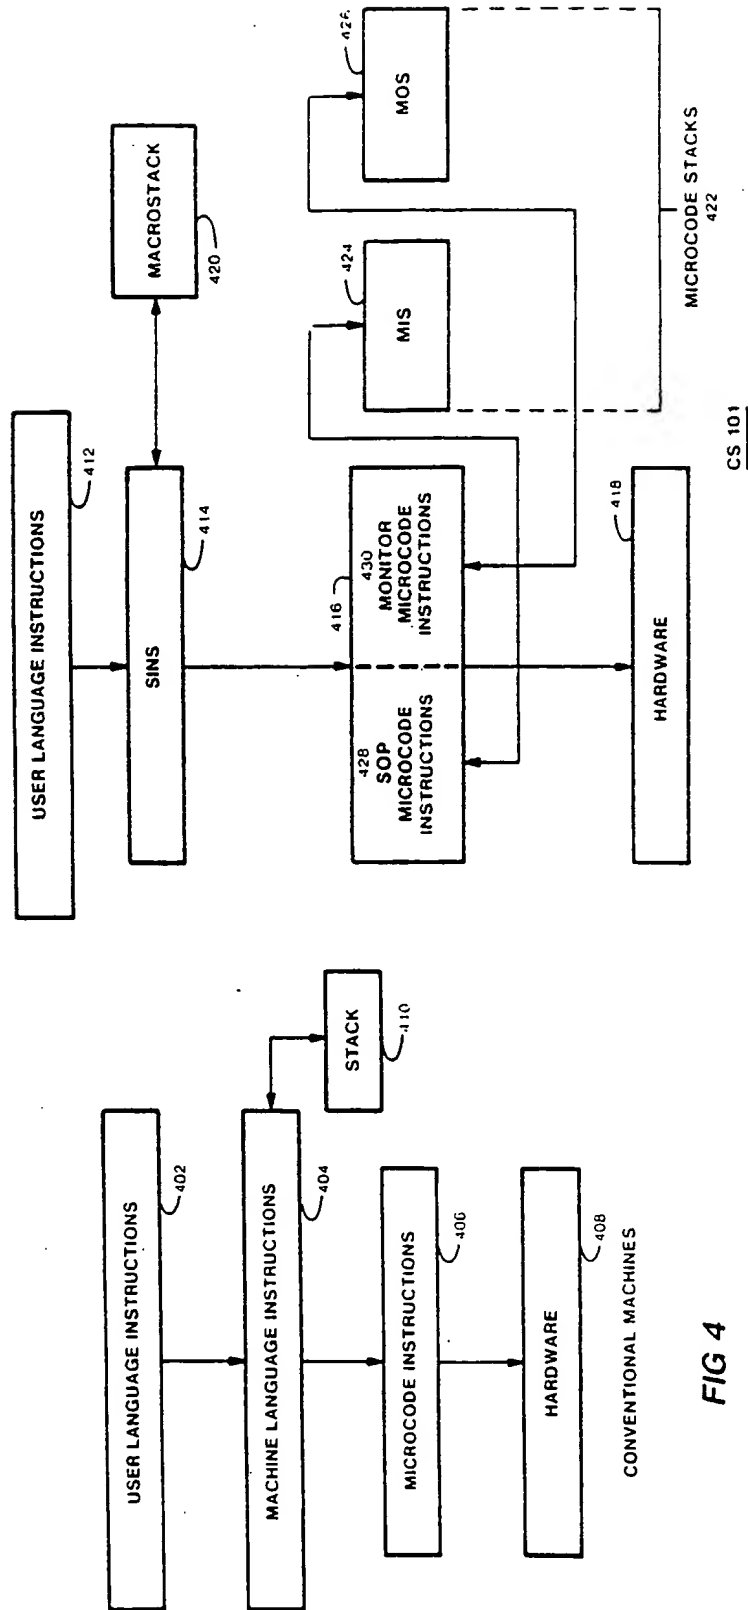 USER LANGUAGE INSTRUCTIONS
402
MACHINE LANGUAGE INSTRUCTIONS
404
STACK
410
MICROCODE INSTRUCTIONS
406
HARDWARE
408
CONVENTIONAL MACHINES
FIG 4
USER LANGUAGE INSTRUCTIONS
412
SINS
414
MACROSTACK
420
416
428
SOP
MICROCODE
INSTRUCTIONS
430
MONITOR
MICROCODE
INSTRUCTIONS
MIS
424
MOS
426
MICROCODE STACKS
422
HARDWARE
418
CS 101